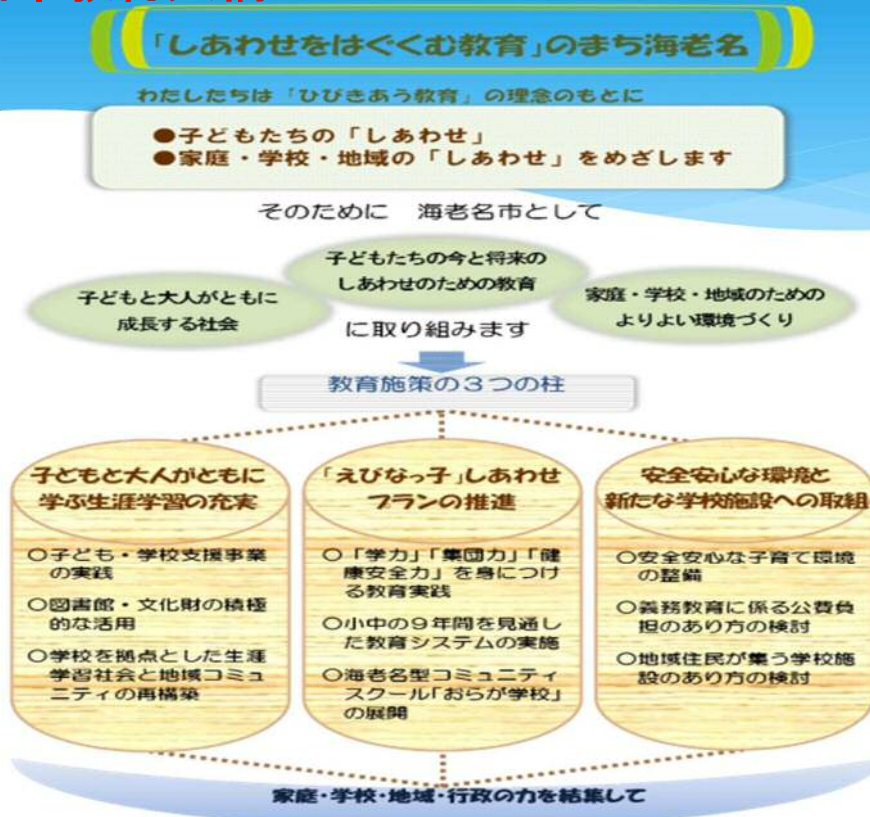 「しあわせをはぐくむ教育」のまち海老名
わたしたちは「ひびきあう教育」の理念のもとに
●子どもたちの「しあわせ」
●家庭・学校・地域の「しあわせ」をめざします
そのために 海老名市として
子どもたちの今と将来の
しあわせのための教育
子どもと大人がともに
成長する社会
家庭・学校・地域のための
よりよい環境づくり
に取り組みます
教育施策の3つの柱
子どもと大人がともに
学ぶ生涯学習の充実
○子ども・学校支援事業
の実践
○図書館・文化財の積極
的な活用
○学校を拠点とした生涯
学習社会と地域コミュ
ニティの再構築
「えびなっ子」しあわせ
プランの推進
○「学力」「集団力」「健
康安全力」を身につけ
る教育実践
○小中の9年間を見通し
た教育システムの実施
○海老名型コミュニティ
スクール「おらが学校」
の展開
安全安心な環境と
新たな学校施設への取組
○安全安心な子育て環境
の整備
○義務教育に係る公費負
担のあり方の検討
○地域住民が集う学校施
設のあり方の検討
家庭・学校・地域・行政の力を結集して